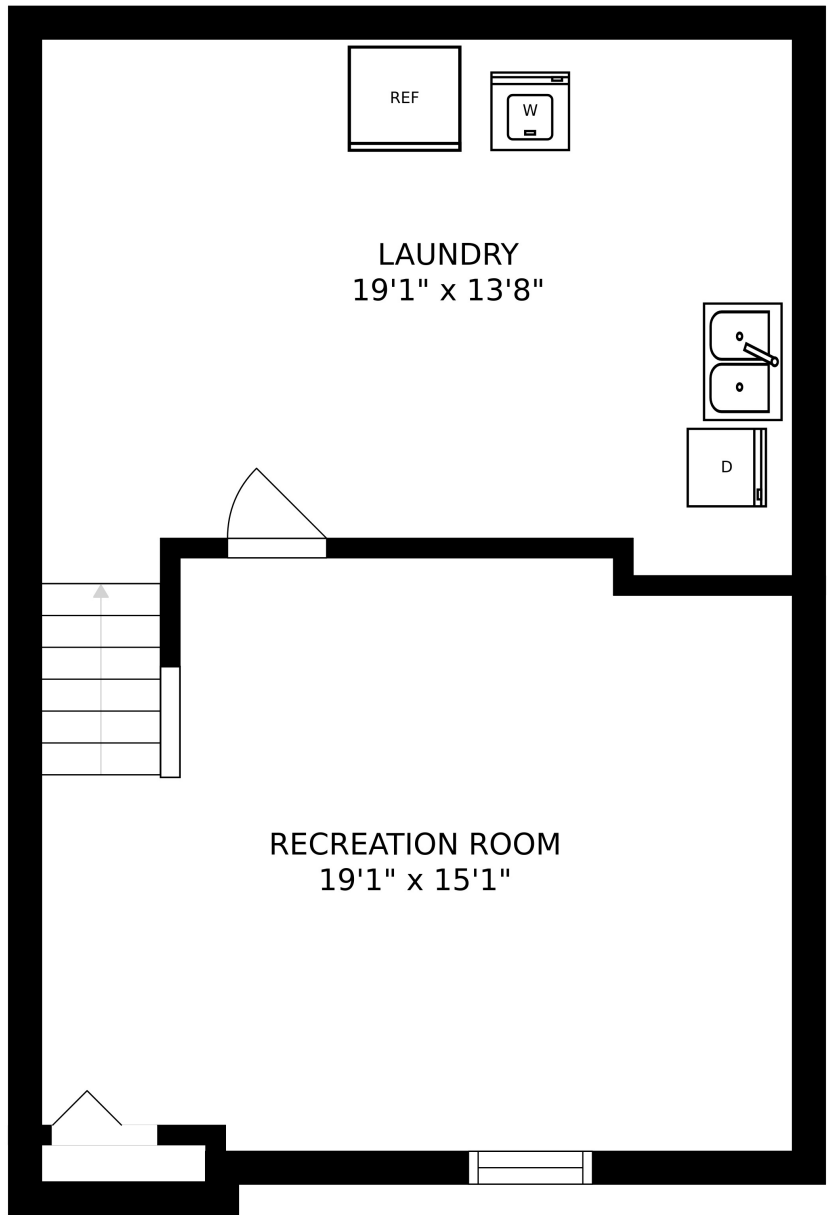 REF
W
LAUNDRY
19'1" x 13'8"
D
RECREATION ROOM
19'1" x 15'1"